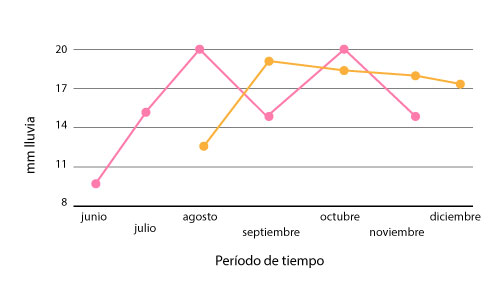 20
17
14
11
8
mm lluvia
junio
julio
agosto
septiembre
octubre
noviembre
diciembre
Período de tiempo